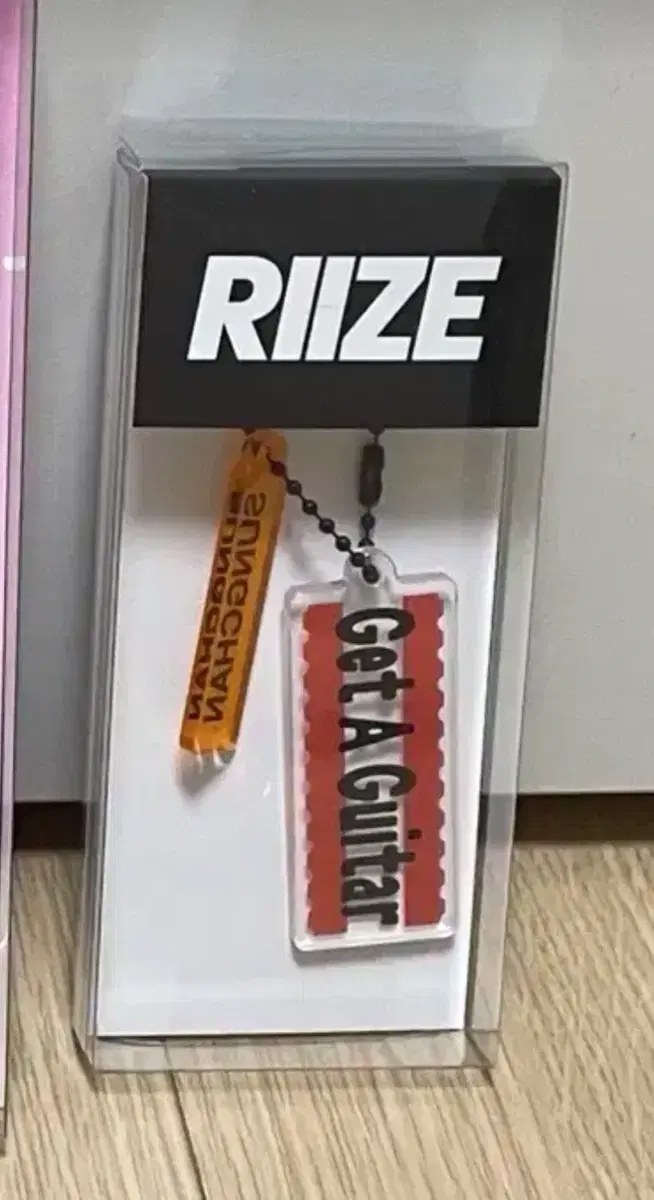 RIIZE
SUNGCHAN
Get A Guitar